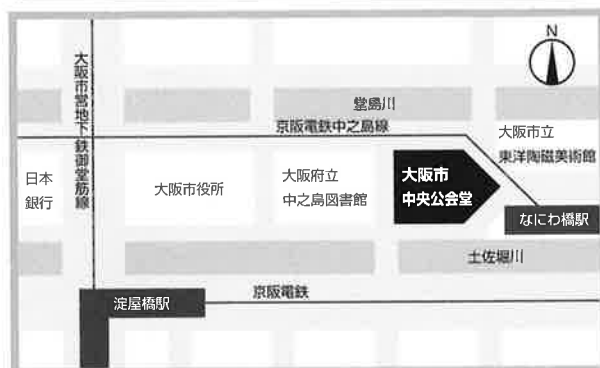 N
大阪市営地下鉄御堂筋線
堂島川
京阪電鉄中之島線
大阪市立
東洋陶磁美術館
日本
銀行
大阪市役所
大阪府立
中之島図書館
大阪市
中央公会堂
なにわ橋駅
土佐堀川
京阪電鉄
淀屋橋駅